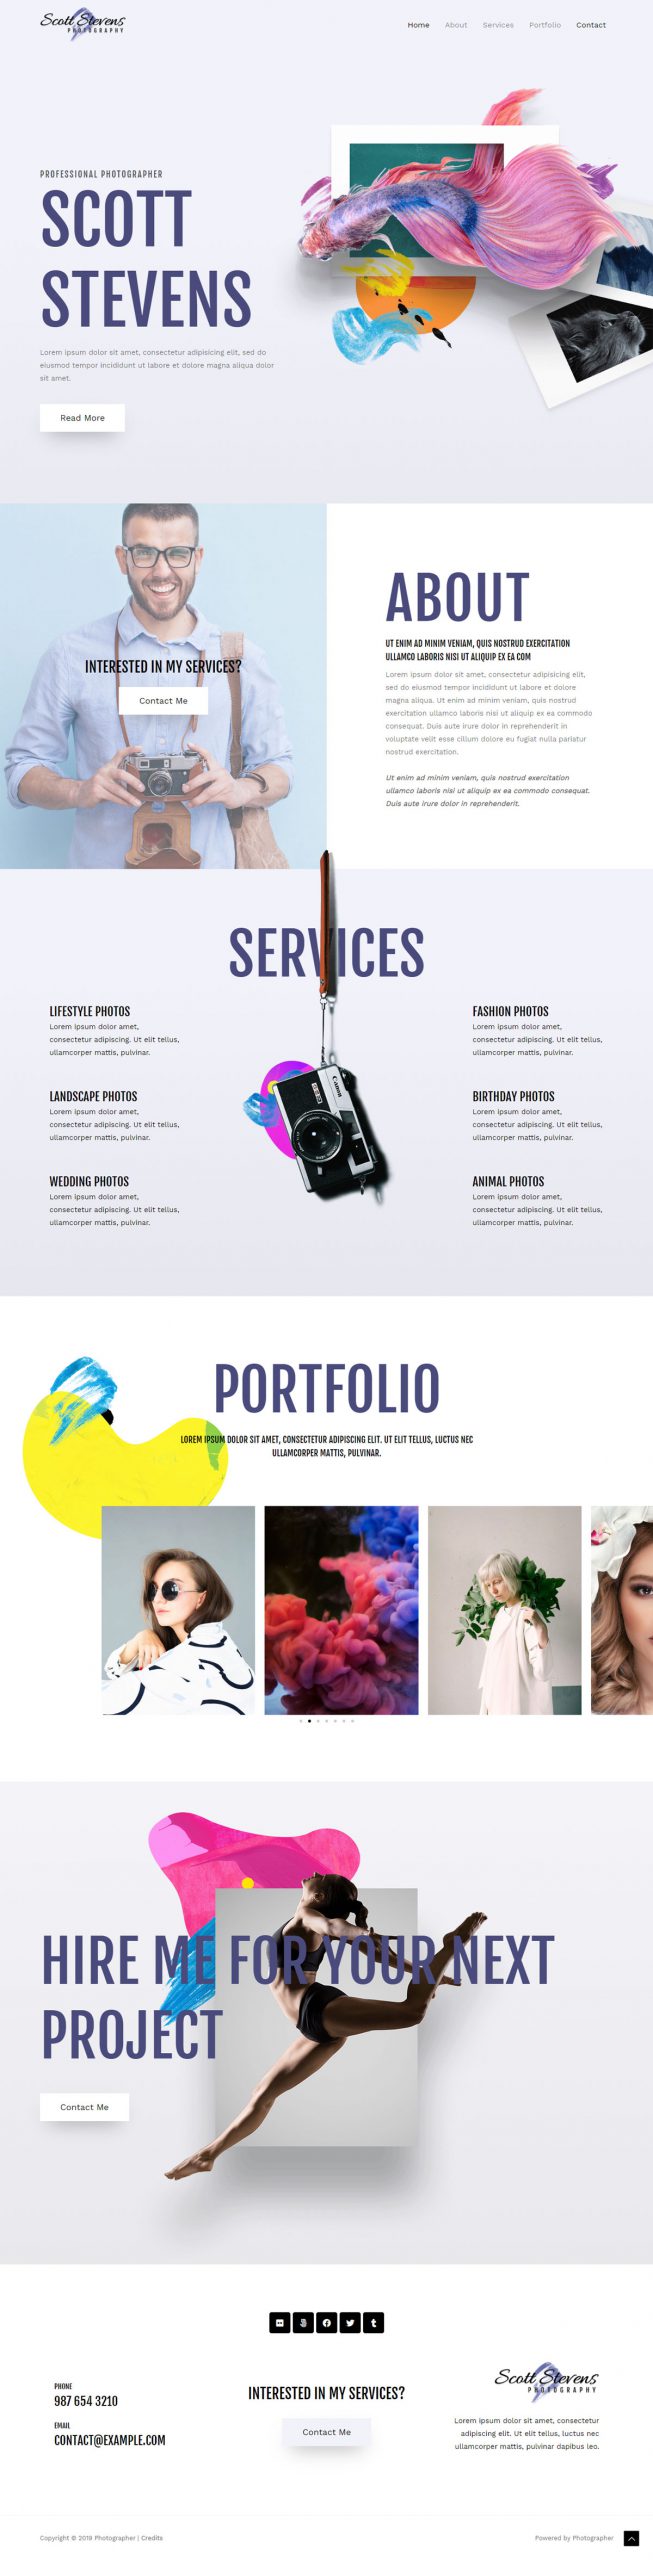 Scott Stevens
PHOTOGRAPHY
Home About Services Portfolio Contact
PROFESSIONAL PHOTOGRAPHER
SCOTT
STEVENS
Lorem ipsum dolor sit amet, consectetur adipisicing elit, sed do
eiusmod tempor incididunt ut labore et dolore magna aliqua dolor
sit amet.
Read More
INTERESTED IN MY SERVICES?
Contact Me
ABOUT
UT ENIM AD MINIM VENIAM, QUIS NOSTRUD EXERCITATION
ULLAMCO LABORIS NISI UT ALIQUIP EX EA COM
Lorem ipsum dolor sit amet, consectetur adipisicing elit,
sed do eiusmod tempor incididunt ut labore et dolore
magna aliqua. Ut enim ad minim veniam, quis nostrud
exercitation ullamco laboris nisi ut aliquip ex ea commodo
consequat. Duis aute irure dolor in reprehenderit in
voluptate velit esse cillum dolore eu fugiat nulla pariatur
nostrud exercitation.
Ut enim ad minim veniam, quis nostrud exercitation
ullamco laboris nisi ut aliquip ex ea commodo consequat.
Duis aute irure dolor in reprehenderit.
SERVICES
LIFESTYLE PHOTOS
Lorem ipsum dolor amet,
consectetur adipiscing. Ut elit tellus,
ullamcorper mattis, pulvinar.
LANDSCAPE PHOTOS
Lorem ipsum dolor amet,
consectetur adipiscing. Ut elit tellus,
ullamcorper mattis, pulvinar.
WEDDING PHOTOS
Lorem ipsum dolor amet,
consectetur adipiscing. Ut elit tellus,
ullamcorper mattis, pulvinar.
Canon
FASHION PHOTOS
Lorem ipsum dolor amet,
consectetur adipiscing. Ut elit tellus,
ullamcorper mattis, pulvinar.
BIRTHDAY PHOTOS
Lorem ipsum dolor amet,
consectetur adipiscing. Ut elit tellus,
ullamcorper mattis, pulvinar.
ANIMAL PHOTOS
Lorem ipsum dolor amet,
consectetur adipiscing. Ut elit tellus,
ullamcorper mattis, pulvinar.
PORTFOLIO
LOREM IPSUM DOLOR SIT AMET, CONSECTETUR ADIPISCING ELIT. UT ELIT TELLUS, LUCTUS NEC
ULLAMCORPER MATTIS, PULVINAR.
HIRE ME FOR YOUR NEXT
PROJECT
Contact Me
PHONE
987 654 3210
EMAIL
CONTACT@EXAMPLE.COM
INTERESTED IN MY SERVICES?
Contact Me
Scott Stevens
PHOTOGRAPHY
Lorem ipsum dolor sit amet, consectetur
adipiscing elit. Ut elit tellus, luctus nec
ullamcorper mattis, pulvinar dapibus leo.
Copyright © 2019 Photographer | Credits
Powered by Photographer